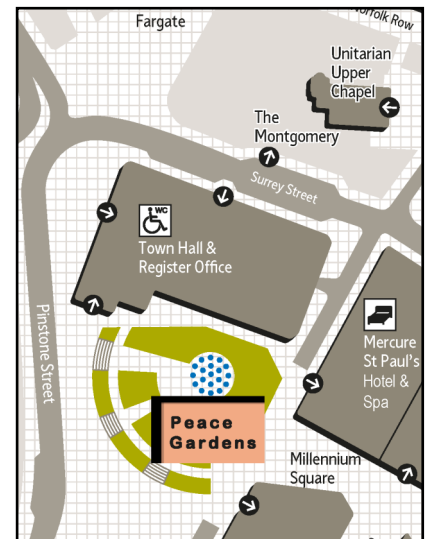 Fargate
Norfolk Row
Unitarian
Upper
Chapel
The
Montgomery
Surrey Street
WC
Town Hall &
Register Office
Pinstone Street
Mercure
St Paul's
Hotel &
Spa
Peace
Gardens
Millennium
Square